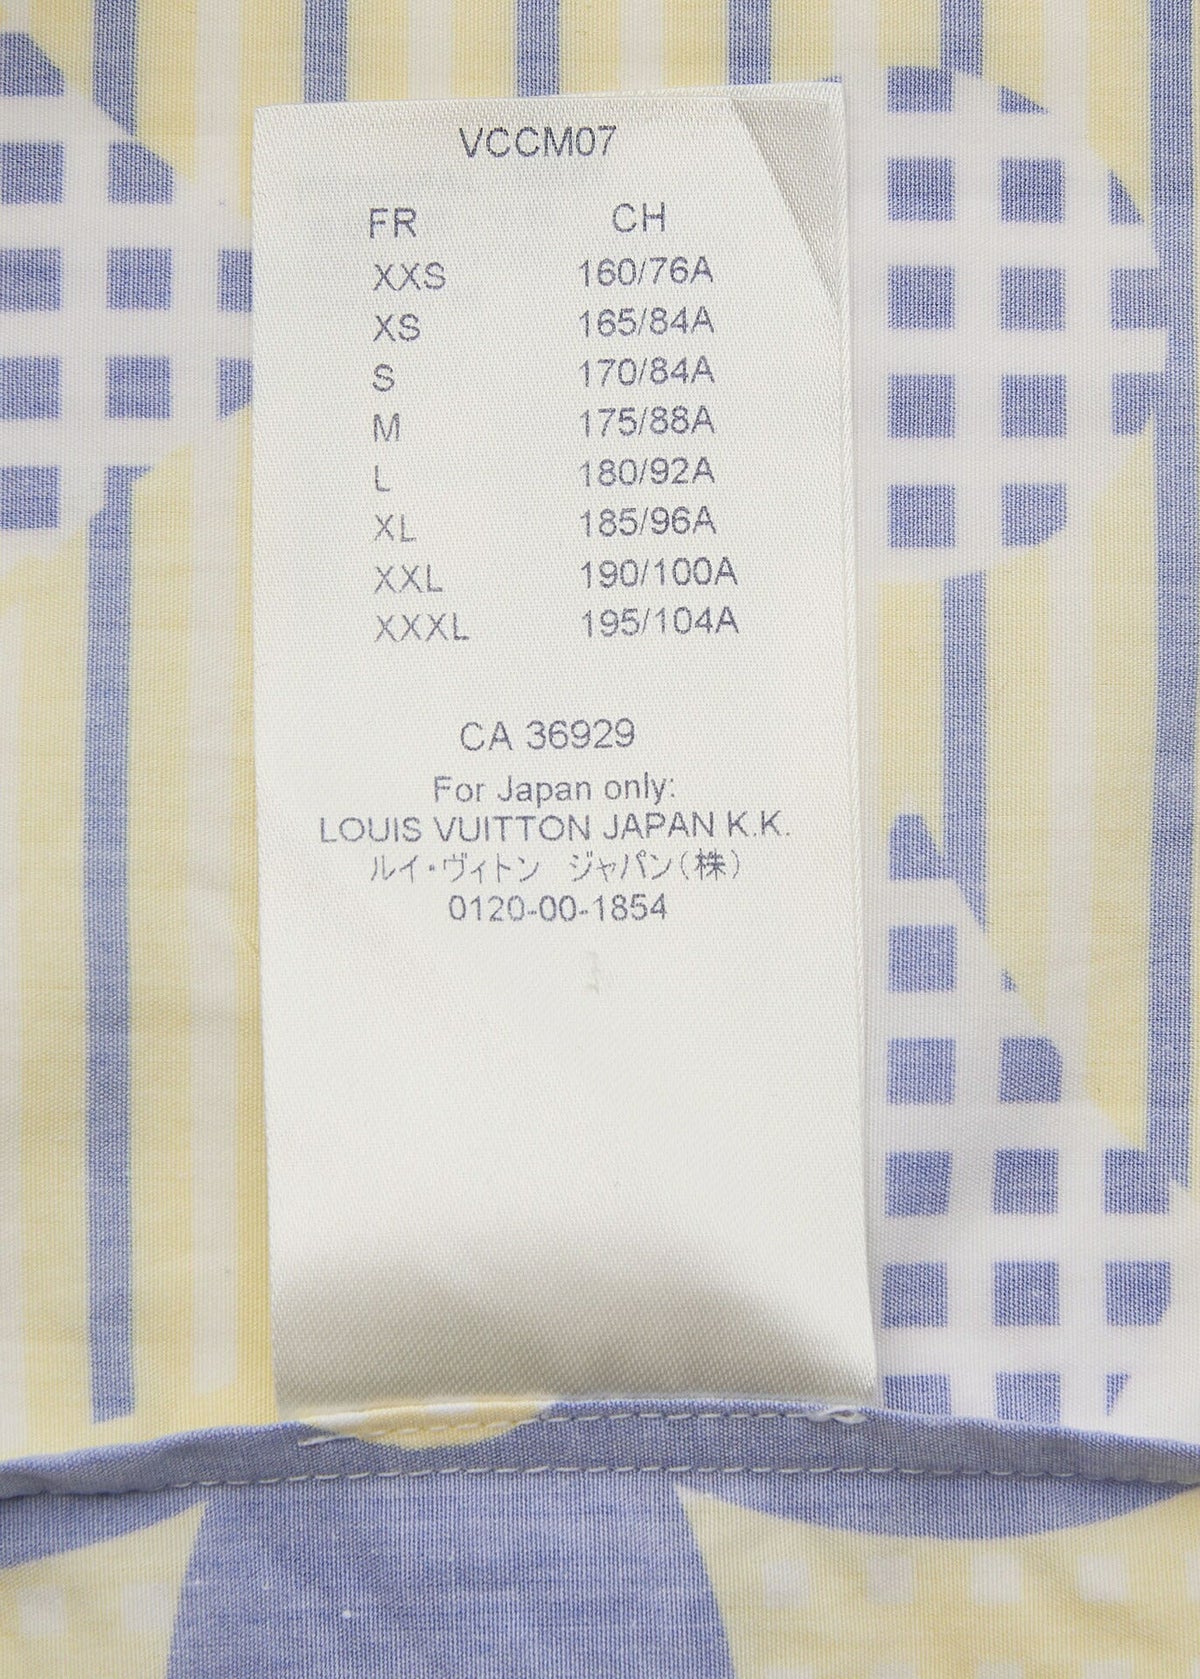 VCCM07
FR CH
XXS 160/76A
XS 165/84A
S 170/84A
M 175/88A
L 180/92A
XL 185/96A
XXL 190/100A
XXXL 195/104A
CA 36929
For Japan only:
LOUIS VUITTON JAPAN K.K.
ルイ・ヴィトン ジャパン(株)
0120-00-1854